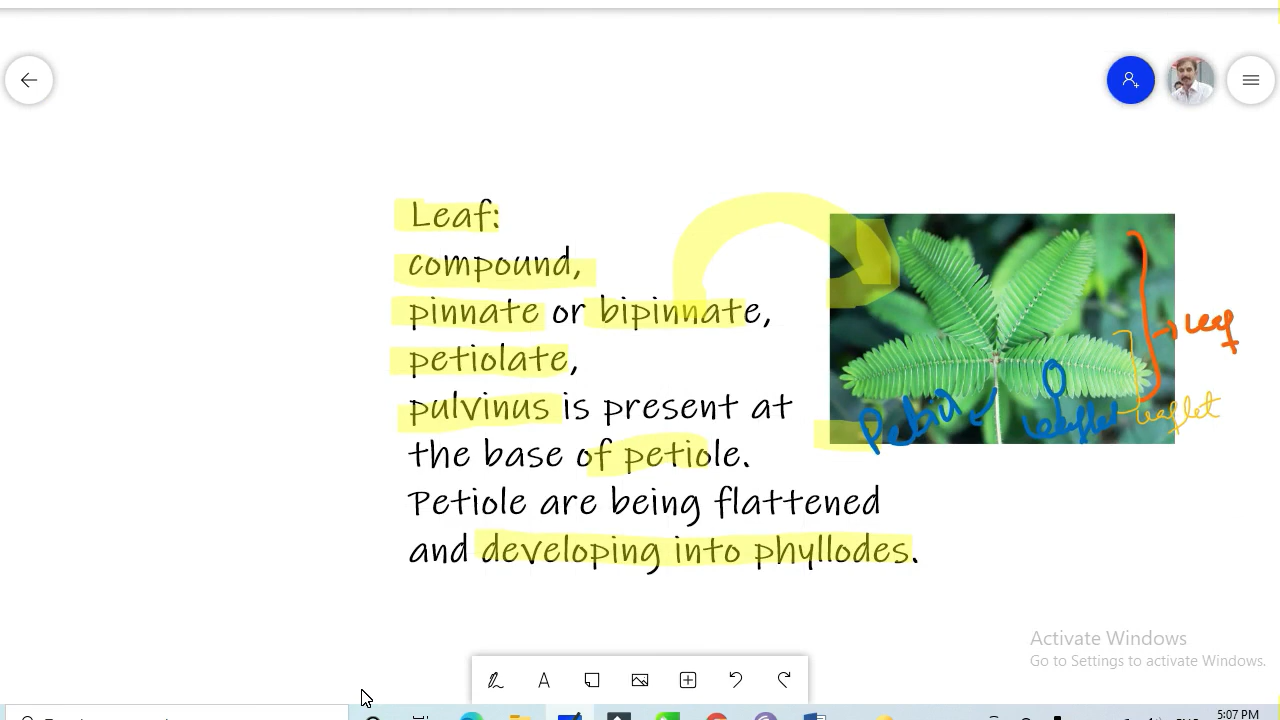 Leaf:
compound,
pinnate or bipinnate,
petiolate,
pulvinus is present at
the base of petiole.
Petiole are being flattened
and developing into phyllodes.
leaf
leaflet
leaflet
Activate Windows
Go to Settings to activate Windows.
A
5:07 PM